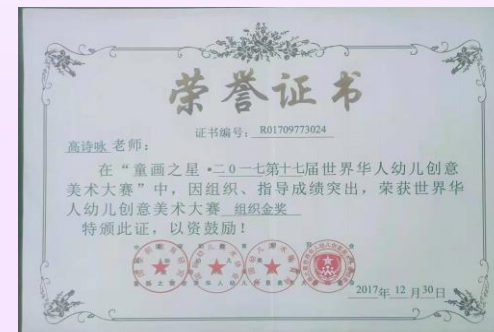 荣誉证书
证书编号: R01709773024
高诗咏 老师:
在“童画之星·二0一七第十七届世界华人幼儿创意
美术大赛”中,因组织、指导成绩突出,荣获世界华
人幼儿创意美术大赛 组织金奖
特颁此证,以资鼓励!
2017年 12 月30日